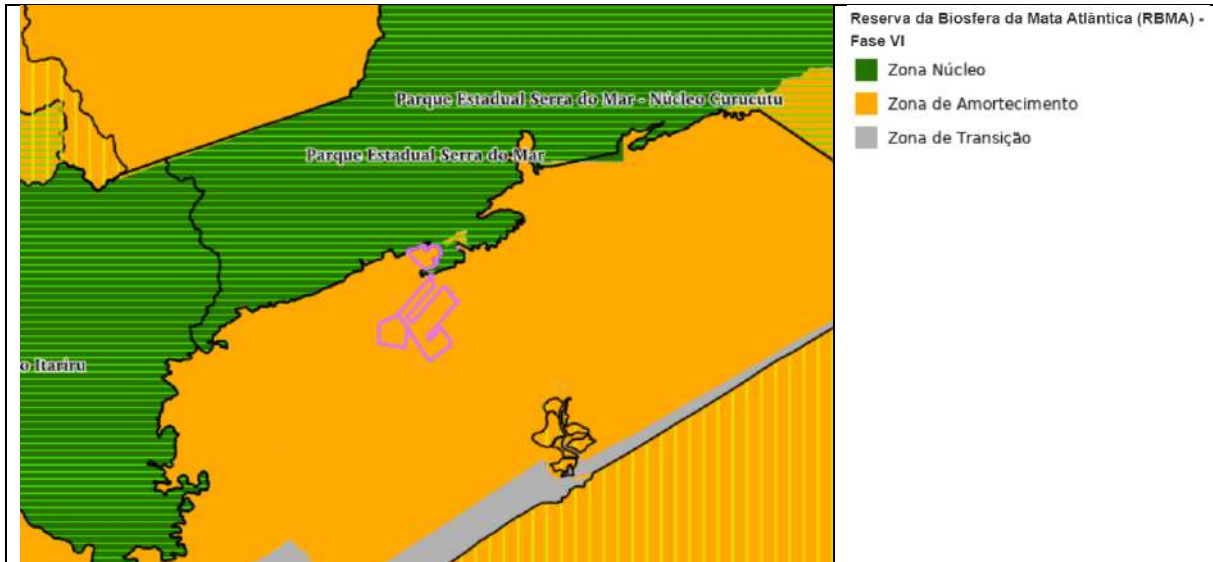 Reserva da Biosfera da Mata Atlântica (RBMA) -
Fase VI
Zona Núcleo
Zona de Amortecimento
Zona de Transição
Parque Estadual Serra do Mar - Núcleo Curucutu
Parque Estadual Serra do Mar
o Itariru